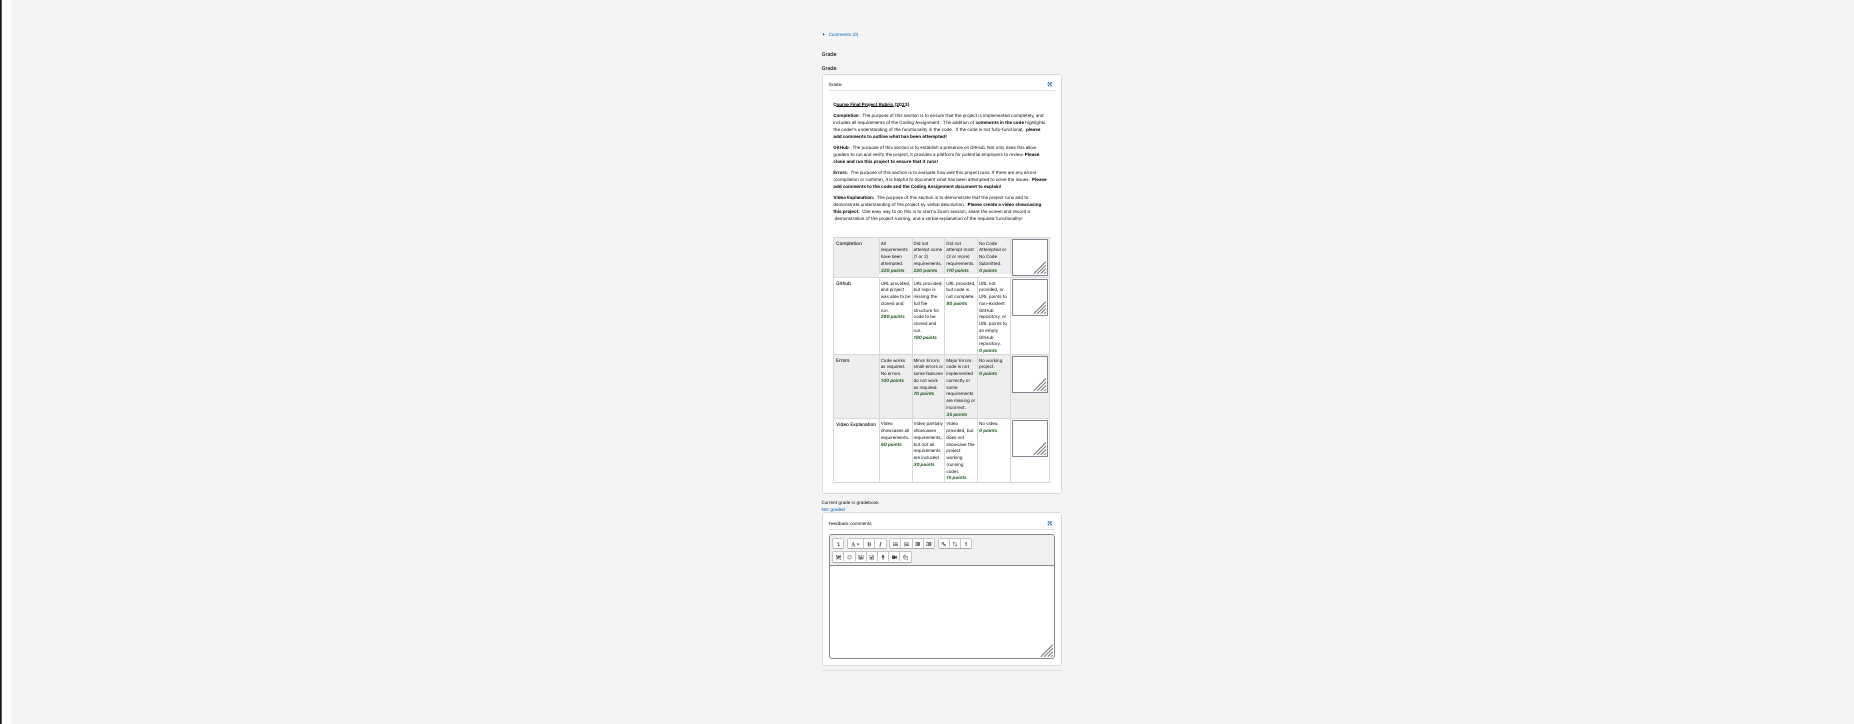 Comments (0)
Grade
Grade
Grade:
Course Final Project Rubric (2023)
Completion: The purpose of this section is to ensure that the project is implemented completely, and
includes all requirements of the Coding Assignment. The addition of comments in the code highlights
the coder's understanding of the functionality is the code. If the code is not fully-functional, please
add comments to outline what has been attempted!
GitHub: The purpose of this section is to establish a presence on GitHub. Not only does this allow
graders to run and verify the project, it provides a platform for potential employers to review. Please
clone and run this project to ensure that it runs!
Errors: The purpose of this section is to evaluate how well this project runs. If there are any errors
(compilation or runtime), it is helpful to document what has been attempted to solve the issues. Please
add comments to the code and the Coding Assignment document to explain!
Video Explanation: The purpose of this section is to demonstrate that the project runs and to
demonstrate understanding of the project by verbal description. Please create a video showcasing
this project. One easy way to do this is to start a Zoom session, share the screen and record a
demonstration of the project running, and a verbal explanation of the required functionality!
Completion
All
requirements
have been
attempted.
330 points
Did not
attempt some
(1 or 2)
requirements.
220 points
Did not
attempt most
(3 or more)
requirements.
110 points
No Code
Attempted or
No Code
Submitted.
0 points
Github
URL provided,
and project
was able to be
cloned and
run.
280 points
URL provided,
but repo is
missing the
full file
structure for
code to be
cloned and
run.
180 points
URL provided,
but code is
not complete.
80 points
URL not
provided, or
URL points to
non-existent
GitHub
repository, or
URL points to
an empty
GitHub
repository.
0 points
Errors
Code works
as required.
No errors.
140 points
Minor Errors:
small errors or
some features
do not work
as required.
70 points
Major Errors:
code is not
implemented
correctly or
some
requirements
are missing or
incorrect.
35 points
No working
project.
0 points
Video Explanation
Video
showcases all
requirements.
60 points
Video partially
showcases
requirements,
but not all
requirements
are included.
30 points
Video
provided, but
does not
showcase the
project
working
(running
code).
15 points
No video.
0 points
Current grade in gradebook
Not graded
Feedback comments
A B I